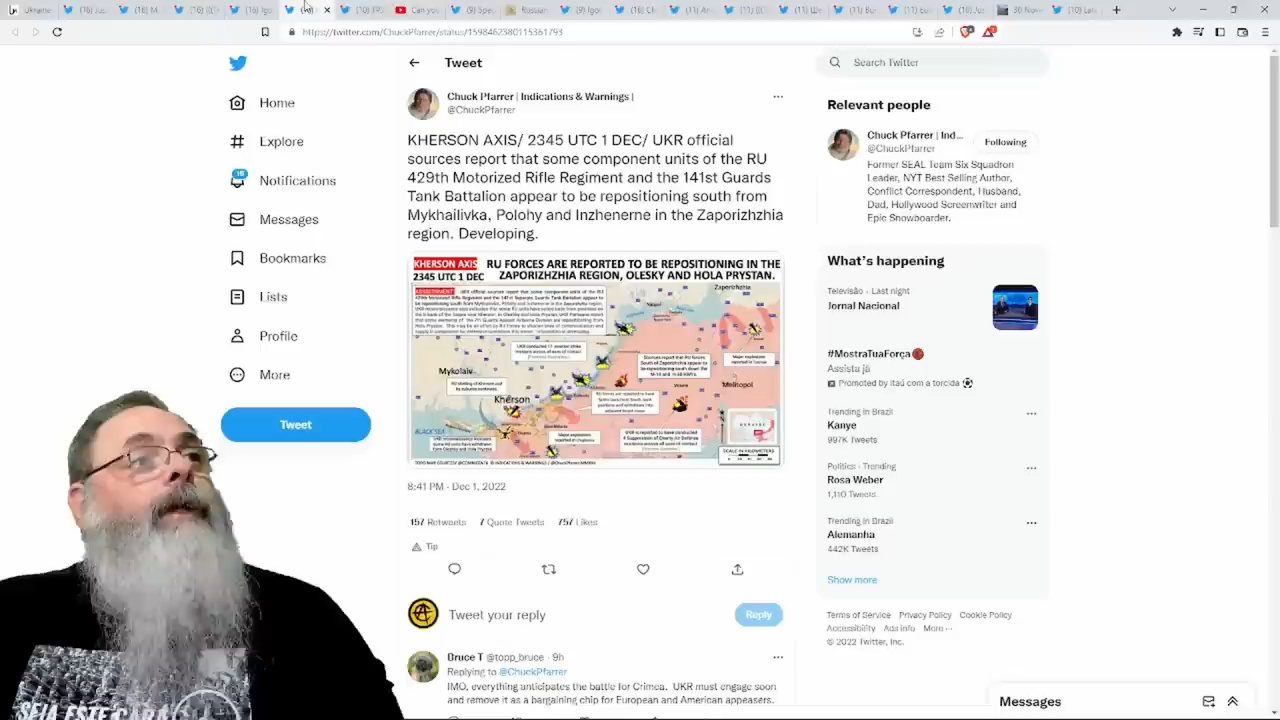 https://twitter.com/ChuckPfarrer/status/1598462380115361793
Home
Explore
Notifications
Messages
Bookmarks
Lists
Profile
More
Tweet
Tweet
Chuck Pfarrer | Indications & Warnings |
@ChuckPfarrer
KHERSON AXIS/ 2345 UTC 1 DEC/ UKR official
sources report that some component units of the RU
429th Motorized Rifle Regiment and the 141st Guards
Tank Battalion appear to be repositioning south from
Mykhailivka, Polohy and Inzhenerne in the Zaporizhzhia
region. Developing.
KHERSON AXIS
2345 UTC 1 DEC
RU FORCES ARE REPORTED TO BE REPOSITIONING IN THE
ZAPORIZHZHIA REGION, OLESKY AND HOLA PRYSTAN.
Zaporizhzhia
Mykolaiv
Kherson
Melitopol
BLACK SEA
UKRAINE
SCALE IN KILOMETERS
8:41 PM · Dec 1, 2022
157 Retweets 7 Quote Tweets 757 Likes
Tip
Tweet your reply
Reply
Bruce T @topp_bruce · 9h
Replying to @ChuckPfarrer
IMO, everything anticipates the battle for Crimea. UKR must engage soon
and remove it as a bargaining chip for European and American appeasers.
Search Twitter
Relevant people
Chuck Pfarrer | Ind...
@ChuckPfarrer
Following
Former SEAL Team Six Squadron
Leader, NYT Best Selling Author,
Conflict Correspondent, Husband,
Dad, Hollywood Screenwriter and
Epic Snowboarder.
What's happening
Televisão · Last night
Jornal Nacional
#MostraTuaForça
Assista já
Promoted by Itaú com a torcida
Trending in Brazil
Kanye
997K Tweets
Politics · Trending
Rosa Weber
1,110 Tweets
Trending in Brazil
Alemanha
442K Tweets
Show more
Terms of Service Privacy Policy Cookie Policy
Accessibility Ads info More ···
© 2022 Twitter, Inc.
Messages